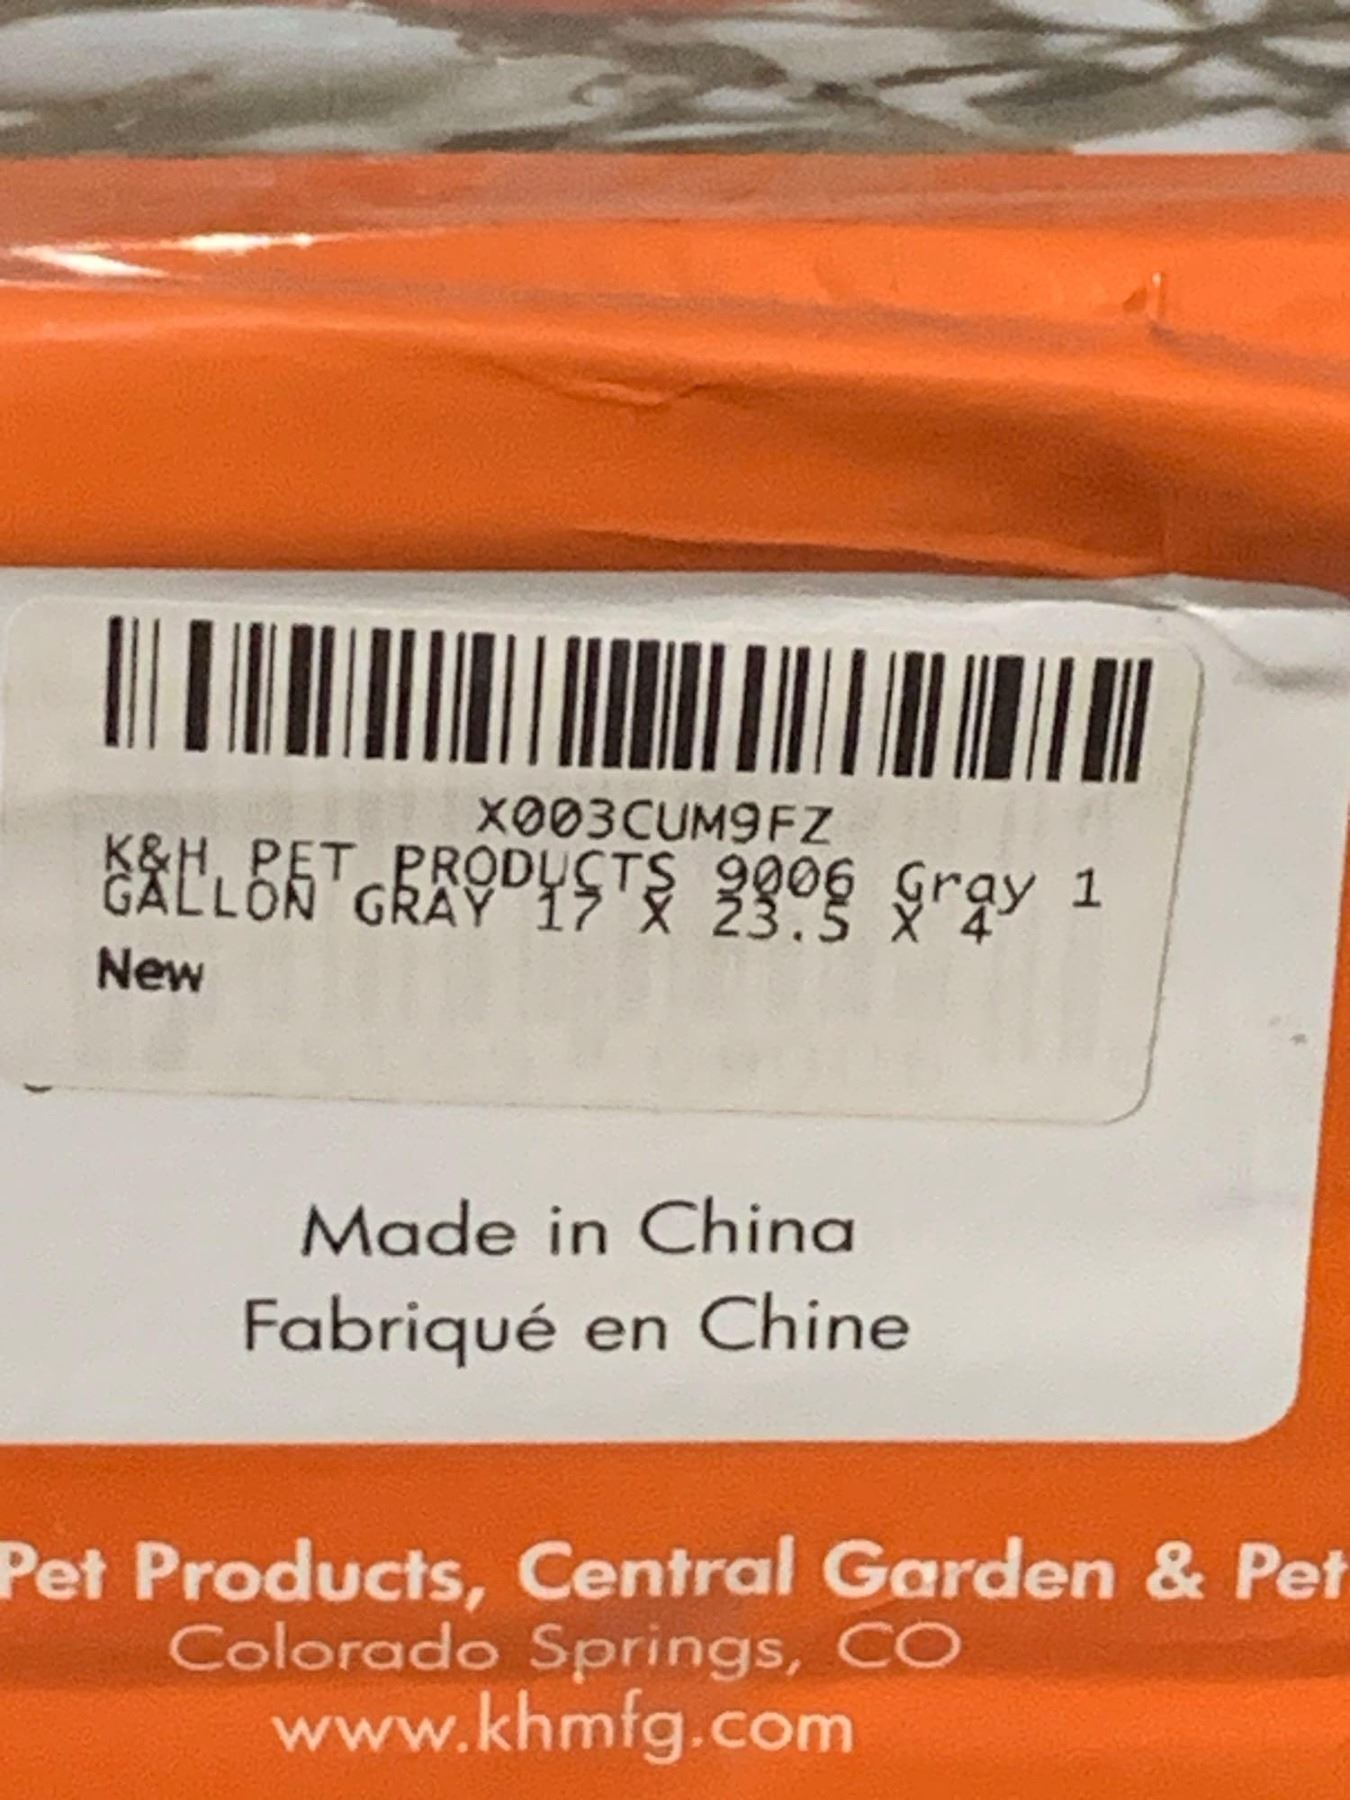 X003CUM9FZ
K&H PET PRODUCTS 9006 Gray 1
GALLON GRAY 17 X 23.5 X 4
New
Made in China
Fabriqué en Chine
Pet Products, Central Garden & Pet
Colorado Springs, CO
www.khmfg.com